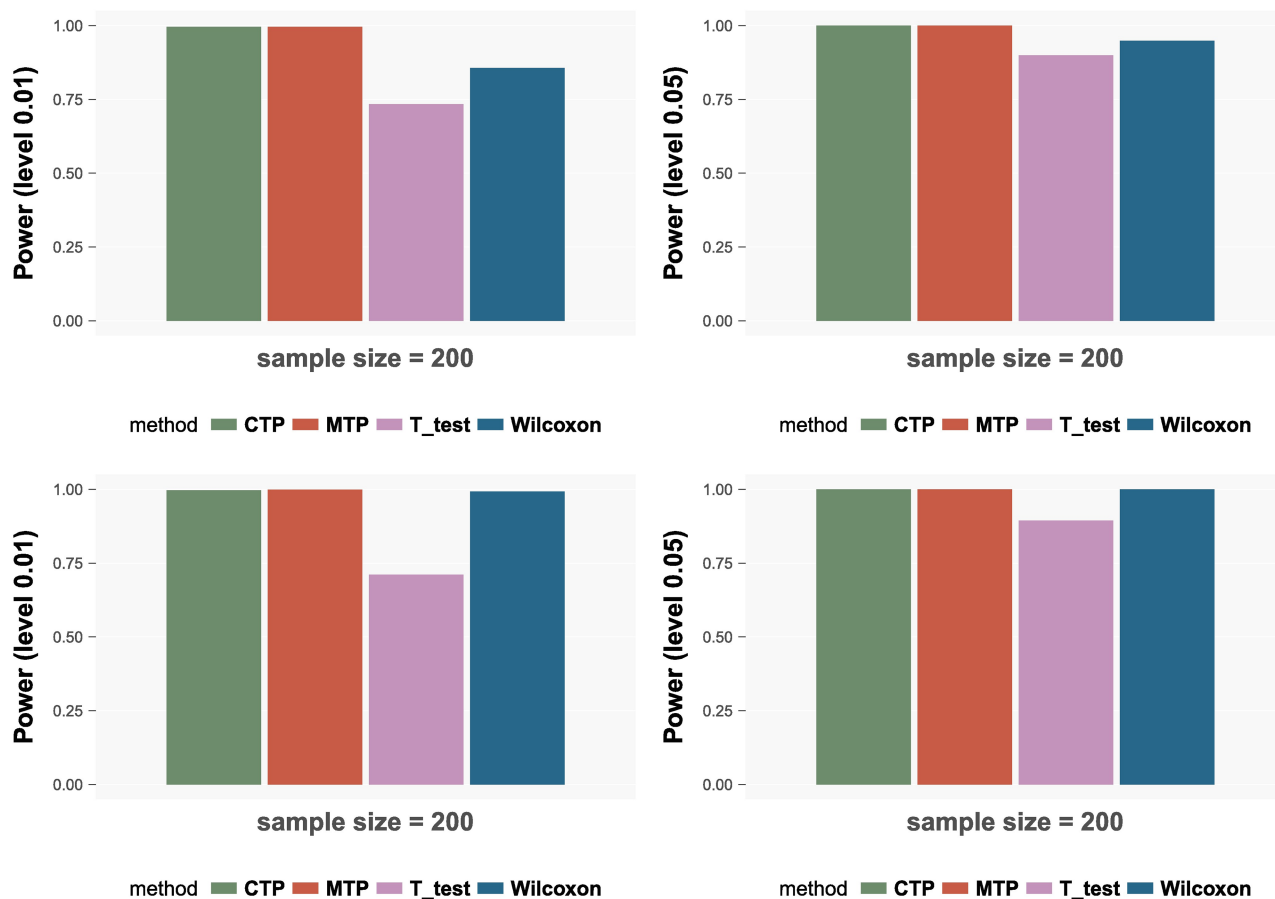 Power (level 0.01)
1.00
0.75
0.50
0.25
0.00
sample size = 200
method CTP MTP T_test Wilcoxon
Power (level 0.05)
1.00
0.75
0.50
0.25
0.00
sample size = 200
method CTP MTP T_test Wilcoxon
Power (level 0.01)
1.00
0.75
0.50
0.25
0.00
sample size = 200
method CTP MTP T_test Wilcoxon
Power (level 0.05)
1.00
0.75
0.50
0.25
0.00
sample size = 200
method CTP MTP T_test Wilcoxon